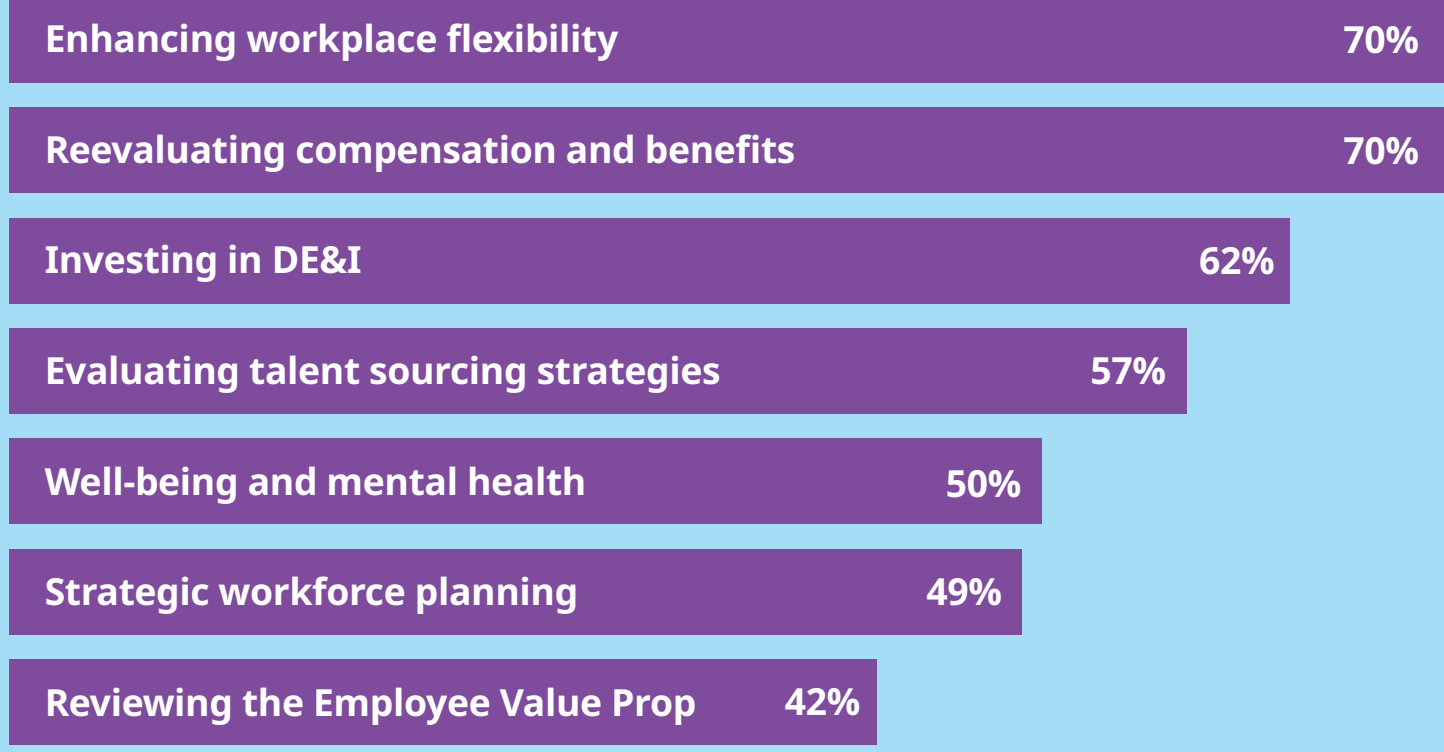 Enhancing workplace flexibility 70%
Reevaluating compensation and benefits 70%
Investing in DE&I 62%
Evaluating talent sourcing strategies 57%
Well-being and mental health 50%
Strategic workforce planning 49%
Reviewing the Employee Value Prop 42%